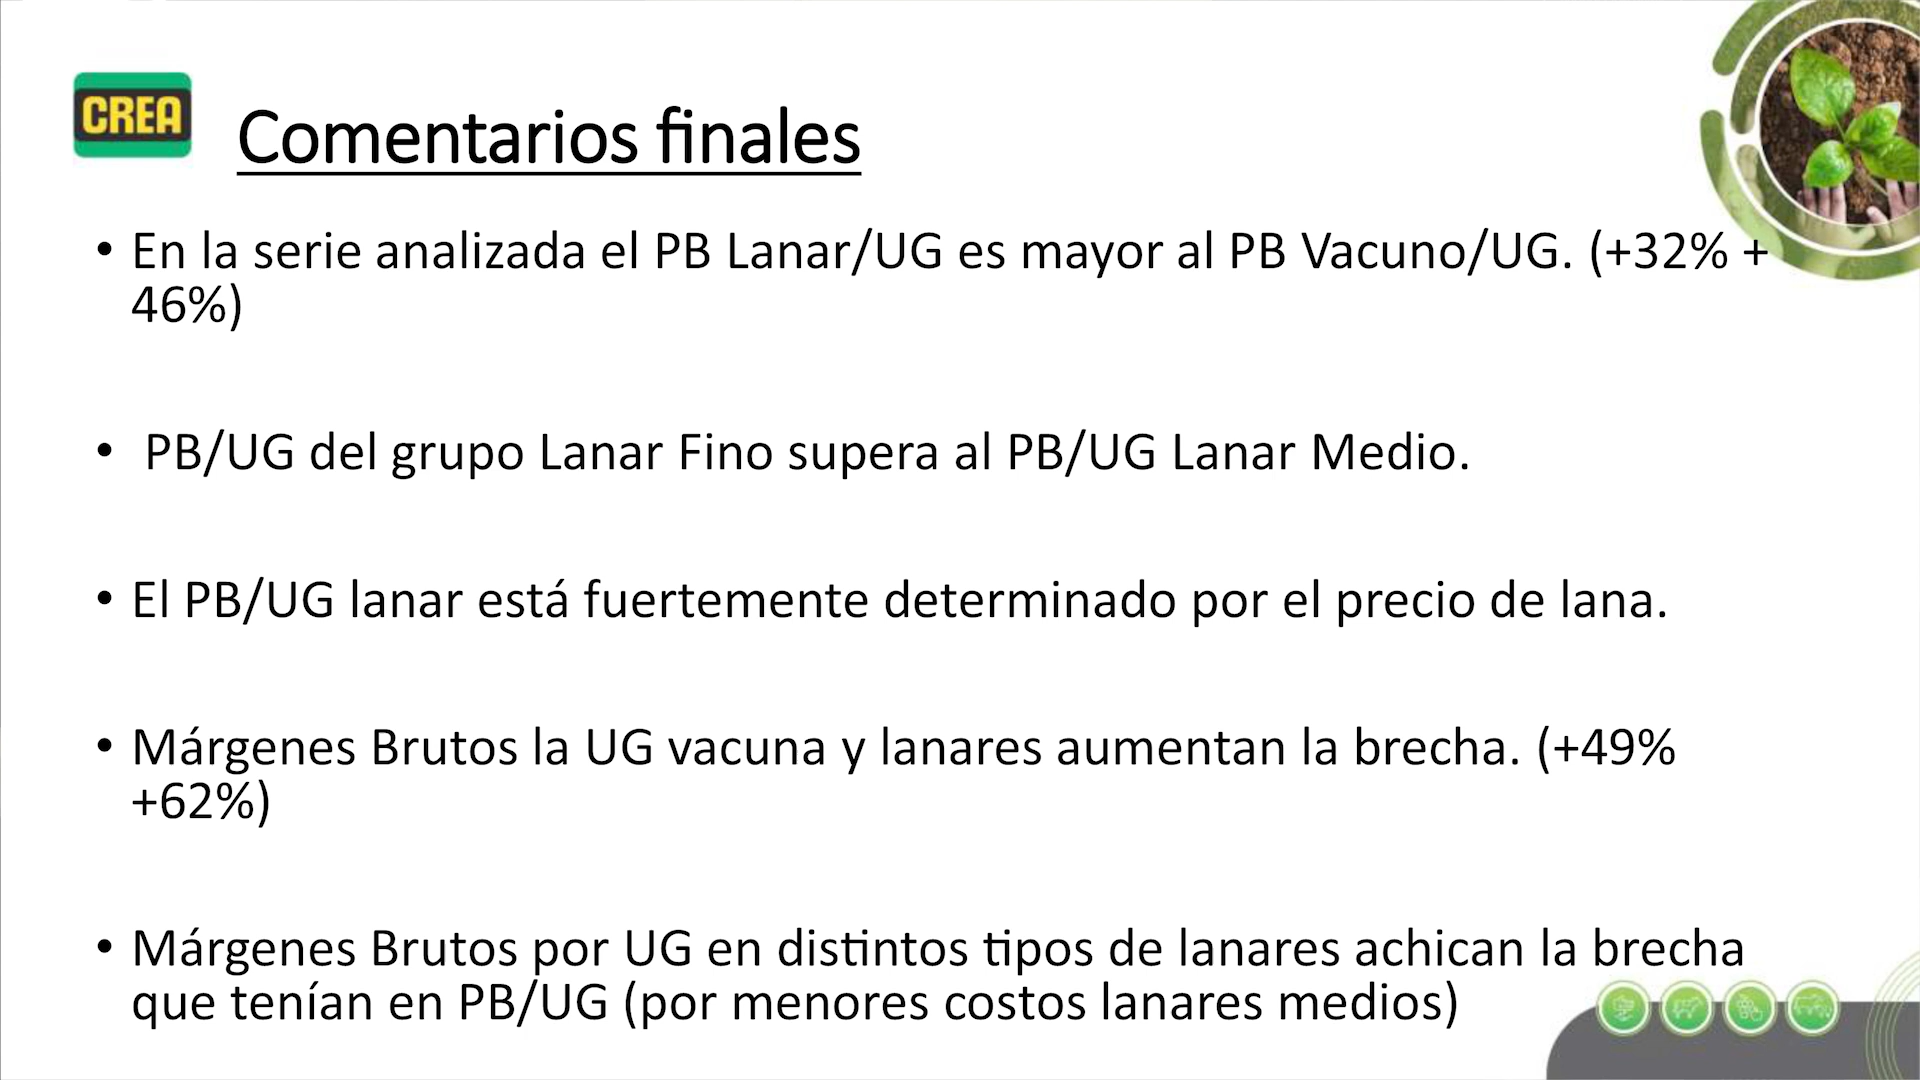 CREA
Comentarios finales
• En la serie analizada el PB Lanar/UG es mayor al PB Vacuno/UG. (+32% +
46%)
• PB/UG del grupo Lanar Fino supera al PB/UG Lanar Medio.
• El PB/UG lanar está fuertemente determinado por el precio de lana.
• Márgenes Brutos la UG vacuna y lanares aumentan la brecha. (+49%
+62%)
• Márgenes Brutos por UG en distintos tipos de lanares achican la brecha
que tenían en PB/UG (por menores costos lanares medios)